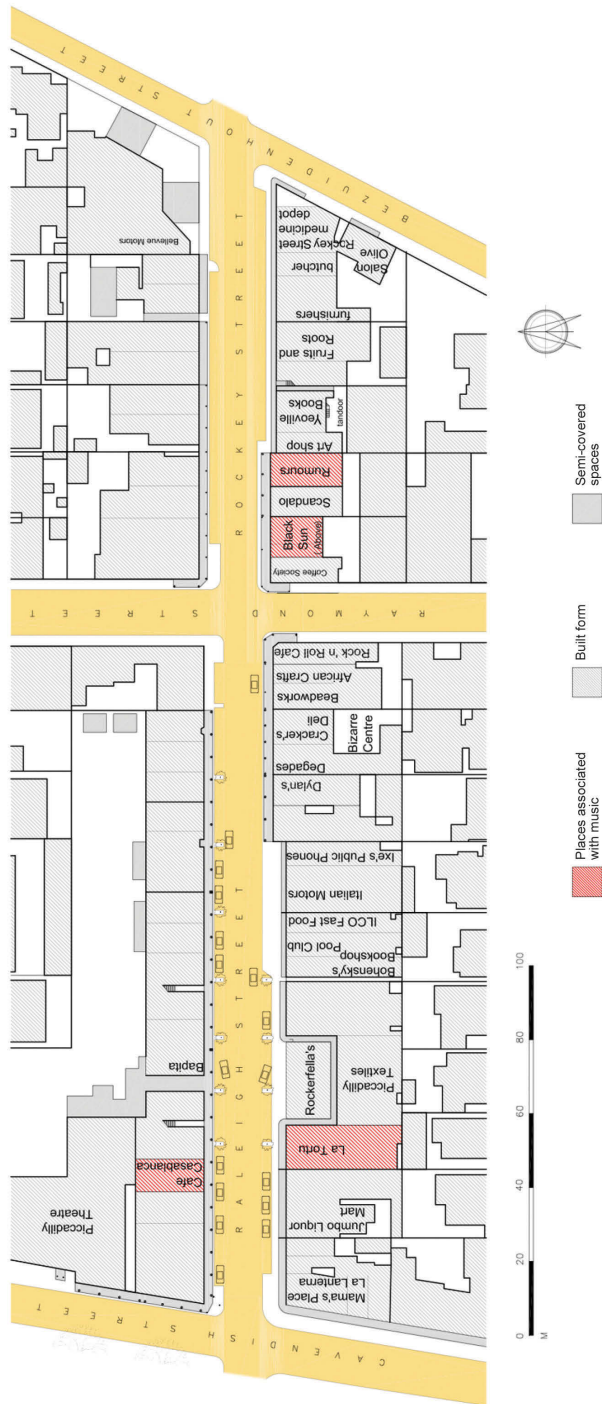 BEZUIDENHOUT STREET
Bellevue Motors
ROCKEY STREET
Rockey Street
medicine
depot
Salon
Olive
butcher
furnishers
Fruits and
Roots
Yeoville
Books
tandoor
Art shop
Rumours
Scandalo
Black
Sun
(Above)
Coffee Society
RAYMOND STREET
Rock 'n Roll Cafe
African Crafts
Beadworks
Cracker's
Deli
Bizarre
Centre
Degades
Dylan's
Ixe's Public Phones
Italian Motors
ILCO Fast Food
Pool Club
Bohensky's
Bookshop
RALEIGH STREET
Bapita
Rockerfella's
Piccadilly
Textiles
La Tortu
Cafe
Casablanca
Piccadilly
Theatre
Jumbo Liquor
Mart
Mama's Place
La Lanterna
CAVENDISH STREET
0 20 40 60 80 100
M
Places associated
with music
Built form
Semi-covered
spaces